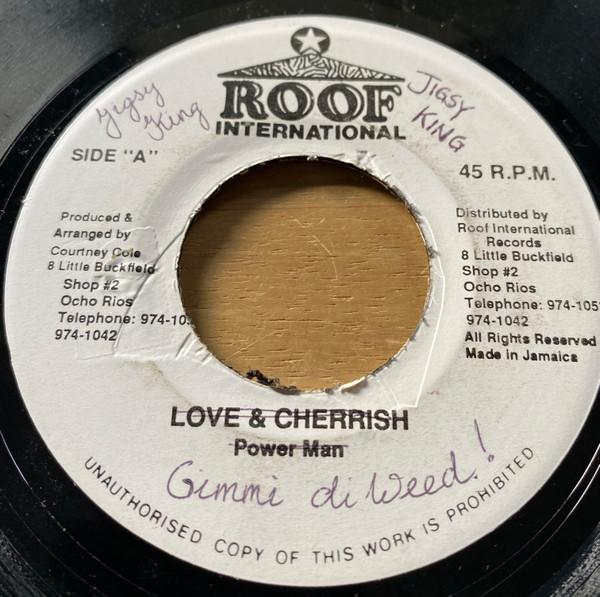 Jigsy
King
ROOF
INTERNATIONAL
JIGSY
KING
SIDE "A"
45 R.P.M.
Produced &
Arranged by
Courtney Cole
8 Little Buckfield
Shop #2
Ocho Rios
Telephone: 974-10
974-1042
Distributed by
Roof International
Records
8 Little Buckfield
Shop #2
Ocho Rios
Telephone: 974-105
974-1042
All Rights Reserved
Made in Jamaica
LOVE & CHERRISH
Power Man
Gimmi di Weed!
UNAUTHORISED COPY OF THIS WORK IS PROHIBITED